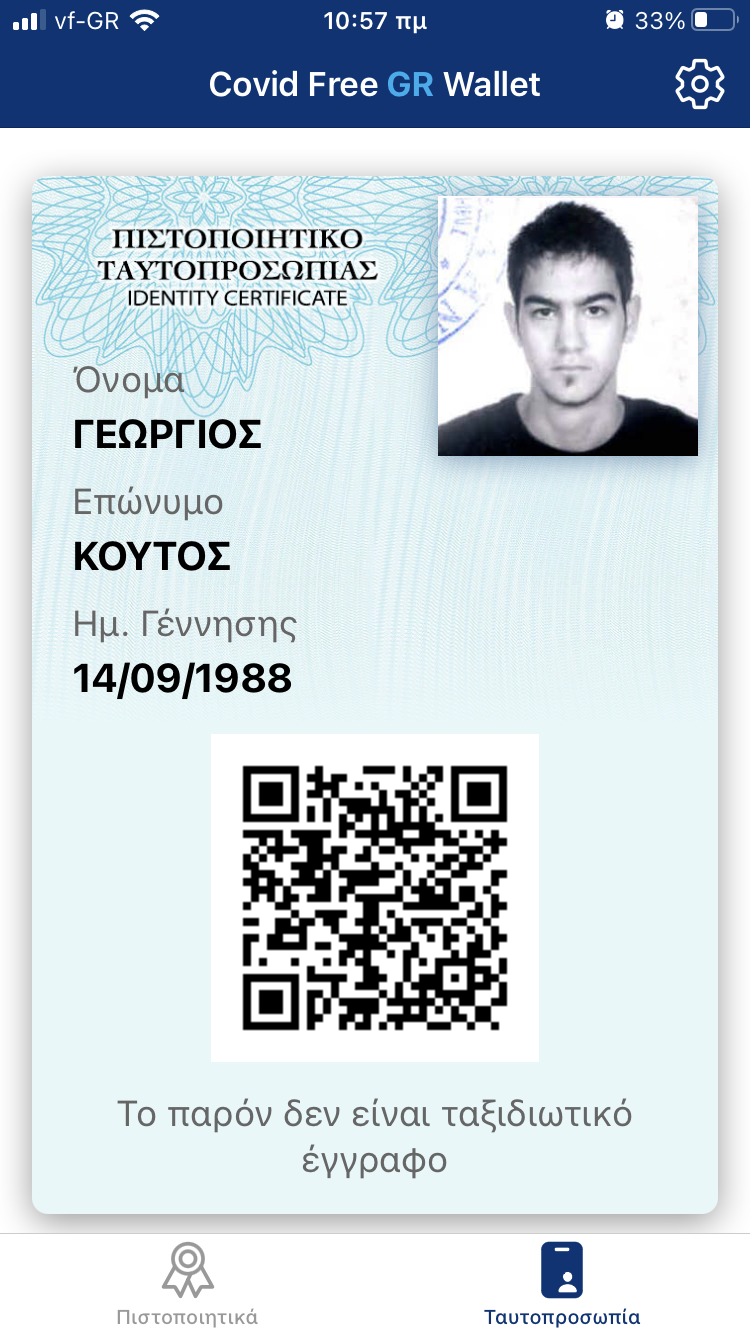 vf-GR
10:57 πμ
33%
Covid Free GR Wallet
ΠΙΣΤΟΠΟΙΗΤΙΚΟ
ΤΑΥΤΟΠΡΟΣΩΠΙΑΣ
IDENTITY CERTIFICATE
Όνομα
ΓΕΩΡΓΙΟΣ
Επώνυμο
ΚΟΥΤΟΣ
Ημ. Γέννησης
14/09/1988
Το παρόν δεν είναι ταξιδιωτικό
έγγραφο
Πιστοποιητικά
Ταυτοπροσωπία